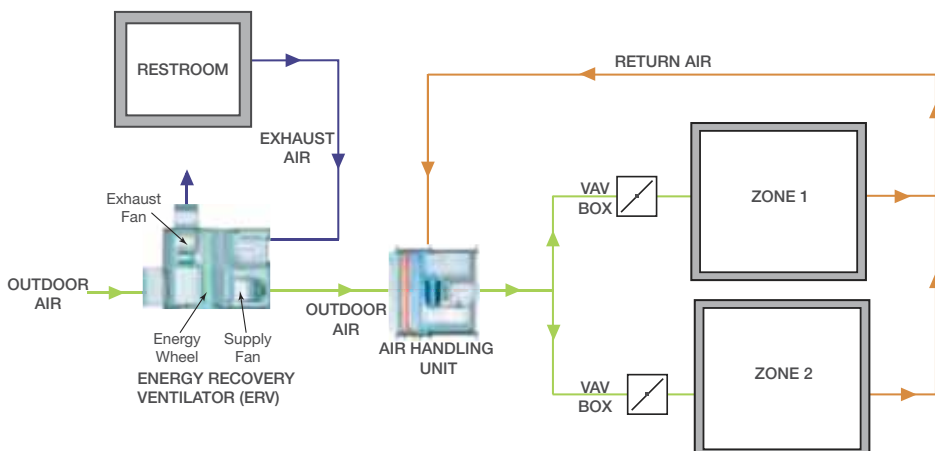 RESTROOM
RETURN AIR
EXHAUST
AIR
Exhaust
Fan
VAV
BOX
ZONE 1
OUTDOOR
AIR
OUTDOOR
AIR
Energy
Wheel
Supply
Fan
AIR HANDLING
UNIT
ENERGY RECOVERY
VENTILATOR (ERV)
VAV
BOX
ZONE 2